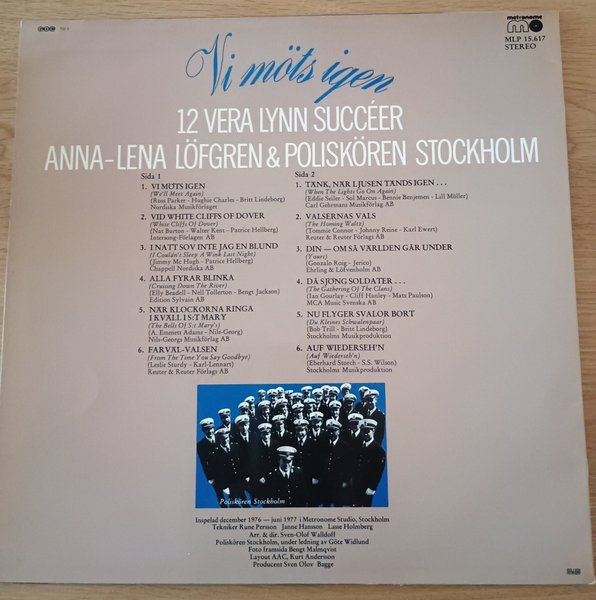 GDC
metronome
MLP 15.617
STEREO
Vi möts igen
12 VERA LYNN SUCCÉER
ANNA-LENA LÖFGREN & POLISKÖREN STOCKHOLM
Side 1
1. VI MÖTS IGEN
(We'll Meet Again)
(Ross Parker - Hughie Charles - Britt Lindeborg)
Nordiska Musikförlaget
2. VID WHITE CLIFFS OF DOVER
(White Cliffs Of Dover)
(Nat Burton - Walter Kent - Patrice Hellberg)
Intersong-Förlagen AB
3. I NATT SOV INTE JAG EN BLUND
(I Couldn't Sleep A Wink Last Night)
(Jimmy Mc Hugh - Patrice Hellberg)
Chappell Nordiska AB
4. ALLA FYRAR BLINKA
(Cruising Down The River)
(Elly Beadell - Nell Tollerton - Bengt Jackson)
Edition Sylvain AB
5. NÄR KLOCKORNA RINGA
I KVÄLL I S:T MARY
(The Bells Of S:t Mary's)
(A. Emmett Adams - Nils-Georg)
Nils-Georgs Musikförlag AB
6. FARVÄL-VALSEN
(From The Time You Say Goodbye)
(Leslie Sturdy - Karl-Lennart)
Reuter & Reuter Förlags AB
Side 2
1. TÄNK, NÄR LJUSEN TÄNDS IGEN . . .
(When The Lights Go On Again)
(Eddie Seiler - Sol Marcus - Bennie Benjemen - Lill Möller)
Carl Gehrmans Musikförlag AB
2. VALSERNAS VALS
(The Homing Waltz)
(Tommie Connor - Johnny Reine - Karl Ewert)
Reuter & Reuter Förlags AB
3. DIN — OM SÅ VÄRLDEN GÅR UNDER
(Yours)
(Gonzalo Roig - Jerico)
Ehrling & Löfvenholm AB
4. DÅ SJÖNG SOLDATER . . .
(The Gathering Of The Clans)
(Ian Gourlay - Cliff Hanley - Mats Paulson)
MCA Music - Svenska AB
5. NU FLYGER SVALOR BORT
(Du Kleines Schwalenpaar)
(Bob Trill - Britt Lindeborg)
Stockholms Musikproduktion
6. AUF WIEDERSEH'N
(Auf Wiederseh'n)
(Eberhard Storch - S.S. Wilson)
Stockholms Musikproduktion
Poliskören Stockholm
Inspelad december 1976 — juni 1977 i Metronome Studio, Stockholm
Tekniker Rune Persson Janne Hansson Lasse Holmberg
Arr. & dir. Sven-Olof Walldoff
Poliskören Stockholm, under ledning av Göte Widlund
Foto framsida Bengt Malmqvist
Layout AAC, Kurt Andersson
Producent Sven Olov Bagge